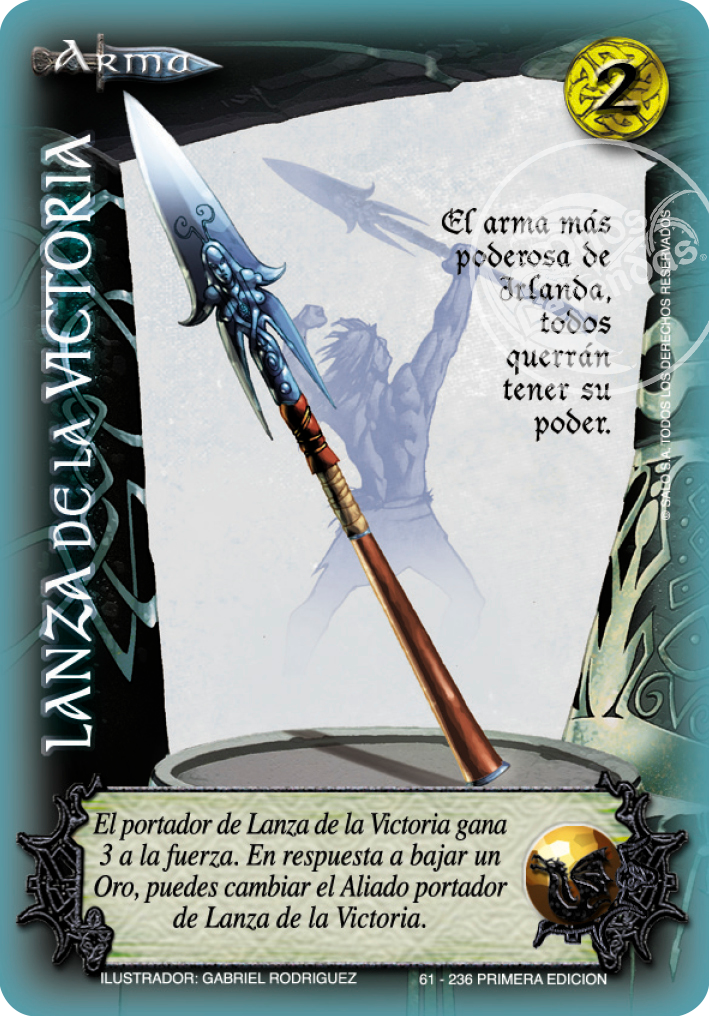 Arma
2
LANZA DE LA VICTORIA
El arma más
poderosa de
Irlanda,
todos
querrán
tener su
poder.
© SALO S.A. TODOS LOS DERECHOS RESERVADOS
El portador de Lanza de la Victoria gana
3 a la fuerza. En respuesta a bajar un
Oro, puedes cambiar el Aliado portador
de Lanza de la Victoria.
ILUSTRADOR: GABRIEL RODRIGUEZ
61 - 236 PRIMERA EDICION